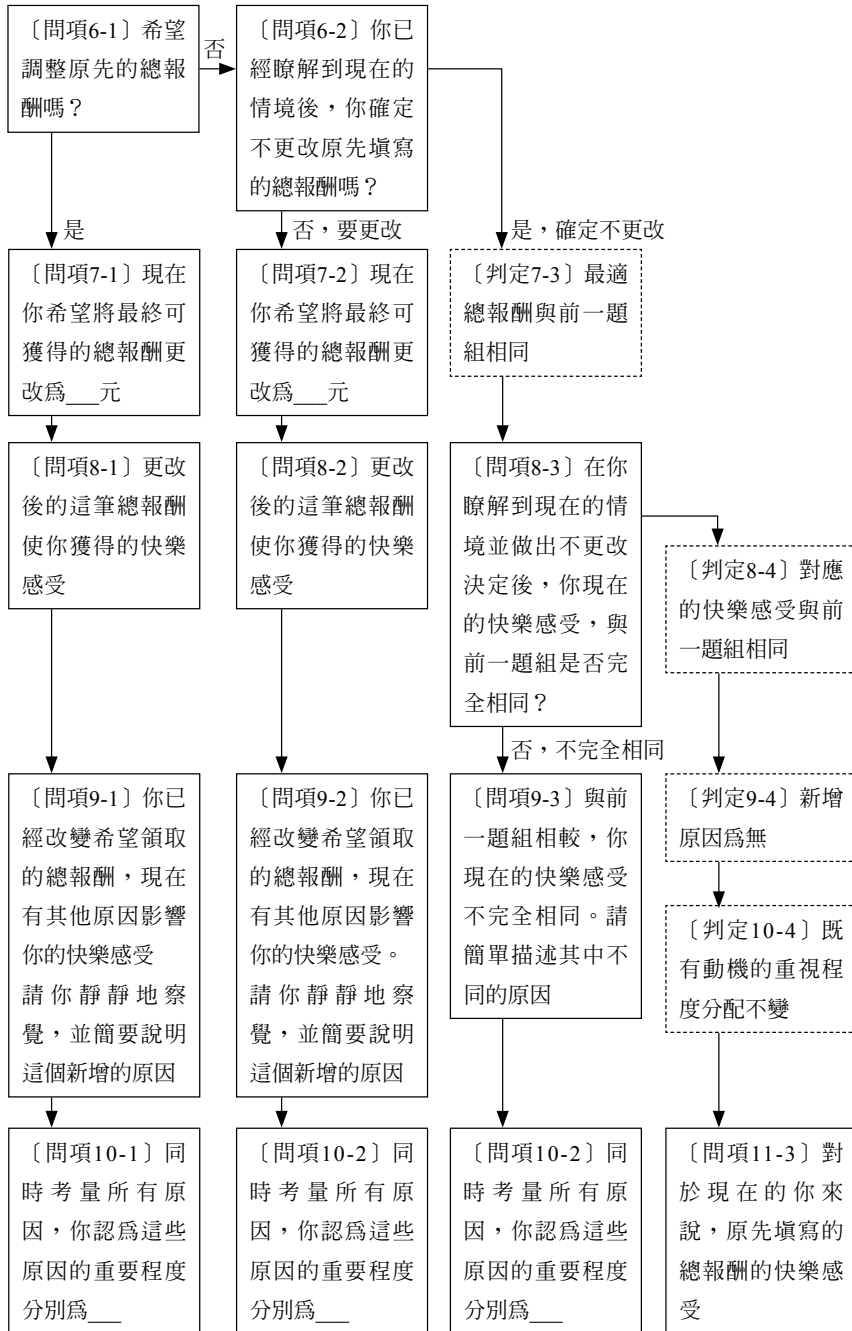 〔問項6-1〕希望
調整原先的總報
酬嗎？
否
〔問項6-2〕你已
經瞭解到現在的
情境後，你確定
不更改原先填寫
的總報酬嗎？
是
否，要更改
是，確定不更改
〔問項7-1〕現在
你希望將最終可
獲得的總報酬更
改為___元
〔問項7-2〕現在
你希望將最終可
獲得的總報酬更
改為___元
〔判定7-3〕最適
總報酬與前一題
組相同
〔問項8-1〕更改
後的這筆總報酬
使你獲得的快樂
感受
〔問項8-2〕更改
後的這筆總報酬
使你獲得的快樂
感受
〔問項8-3〕在你
瞭解到現在的情
境並做出不更改
決定後，你現在
的快樂感受，與
前一題組是否完
全相同？
〔判定8-4〕對應
的快樂感受與前
一題組相同
否，不完全相同
〔問項9-1〕你已
經改變希望領取
的總報酬，現在
有其他原因影響
你的快樂感受
請你靜靜地察
覺，並簡要說明
這個新增的原因
〔問項9-2〕你已
經改變希望領取
的總報酬，現在
有其他原因影響
你的快樂感受。
請你靜靜地察
覺，並簡要說明
這個新增的原因
〔問項9-3〕與前
一題組相較，你
現在的快樂感受
不完全相同。請
簡單描述其中不
同的原因
〔判定9-4〕新增
原因為無
〔判定10-4〕既
有動機的重視程
度分配不變
〔問項10-1〕同
時考量所有原
因，你認為這些
原因的重要程度
分別為___
〔問項10-2〕同
時考量所有原
因，你認為這些
原因的重要程度
分別為___
〔問項10-2〕同
時考量所有原
因，你認為這些
原因的重要程度
分別為___
〔問項11-3〕對
於現在的你來
說，原先填寫的
總報酬的快樂感
受